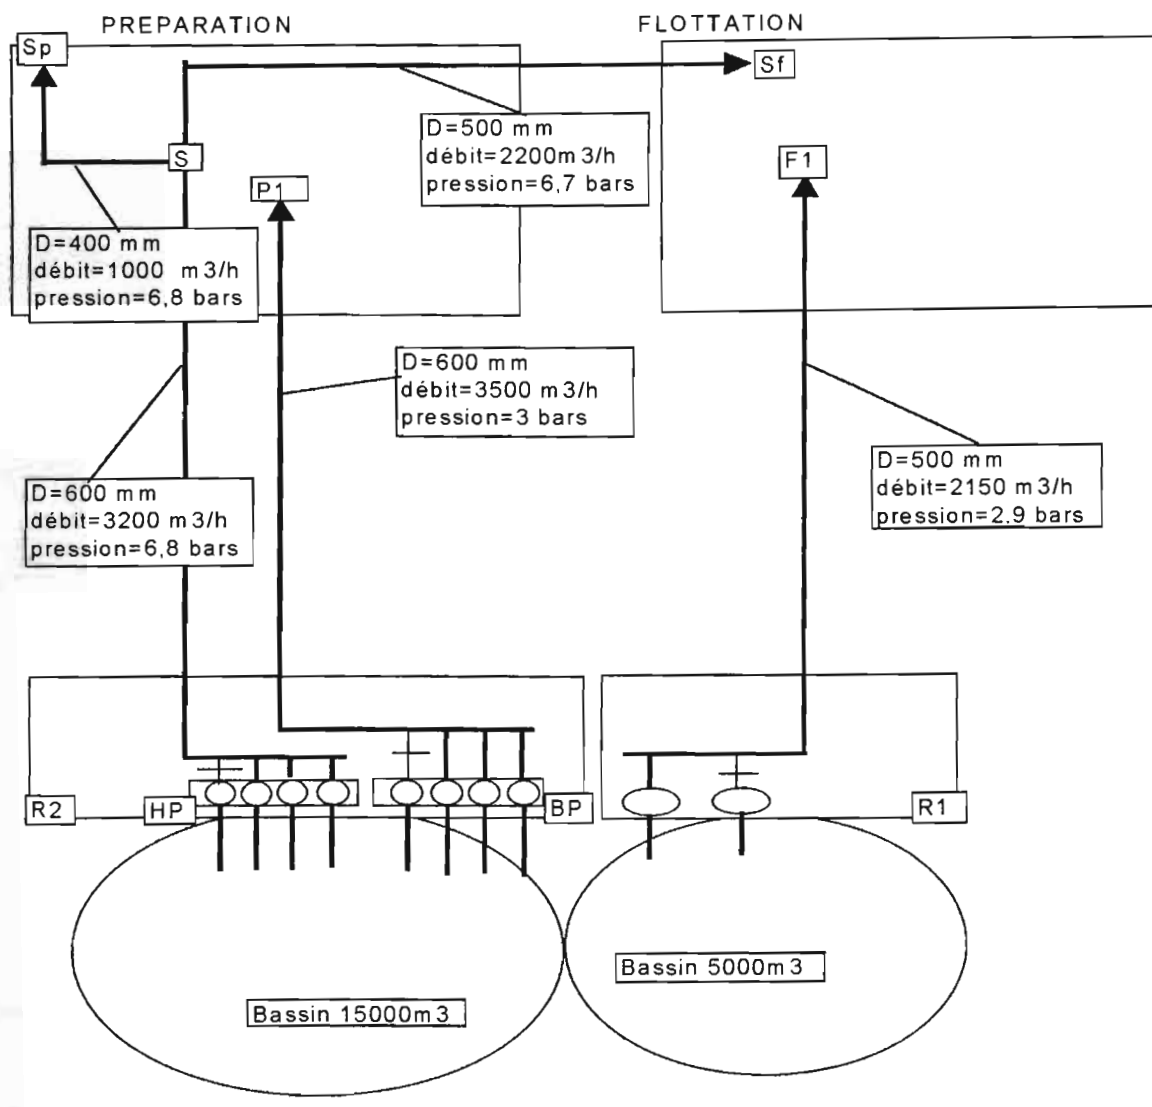 PREPARATION
FLOTTATION
Sp
Sf
D=500 mm
débit=2200m3/h
pression=6,7 bars
S
F1
P1
D=400 mm
débit=1000 m3/h
pression=6,8 bars
D=600 mm
débit=3500 m3/h
pression=3 bars
D=500 mm
débit=2150 m3/h
pression=2.9 bars
D=600 mm
débit=3200 m3/h
pression=6,8 bars
R2
HP
BP
R1
Bassin 5000m3
Bassin 15000m3